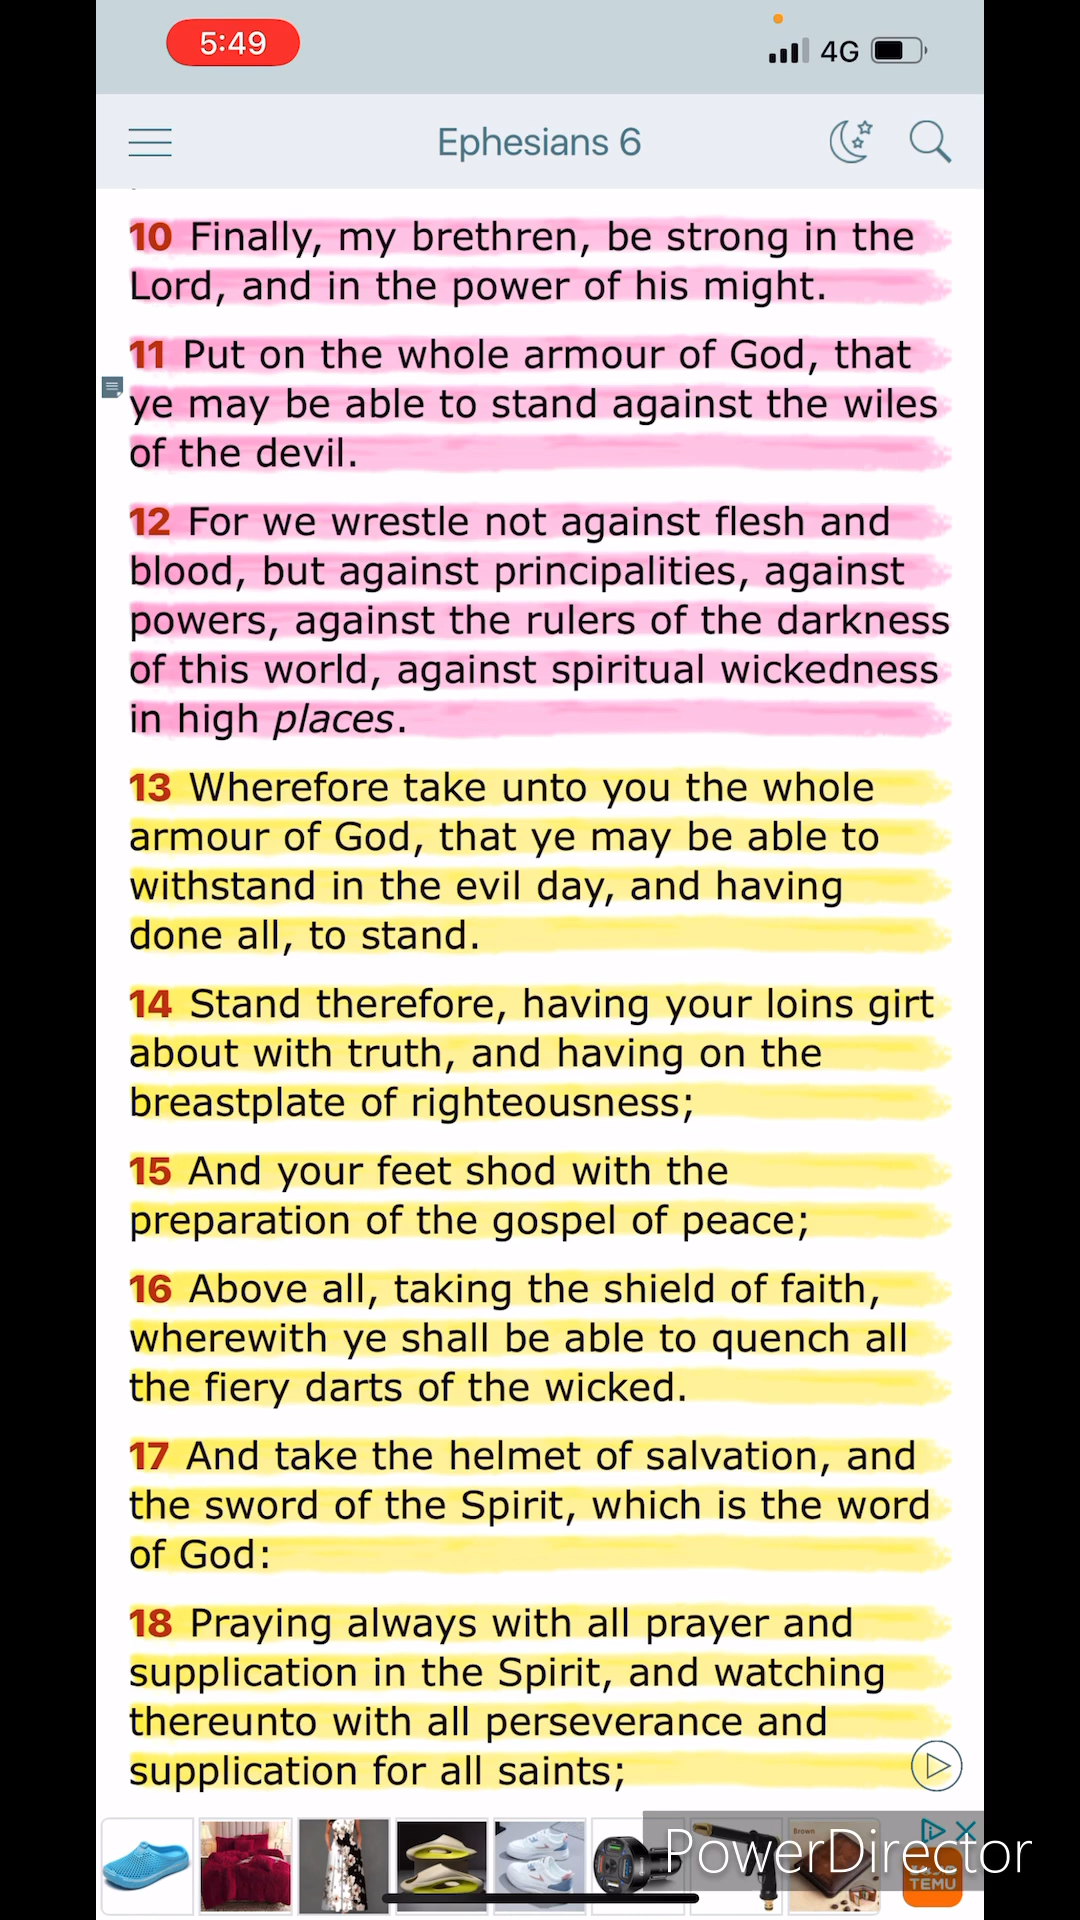 5:49
4G
Ephesians 6
10 Finally, my brethren, be strong in the
Lord, and in the power of his might.
11 Put on the whole armour of God, that
ye may be able to stand against the wiles
of the devil.
12 For we wrestle not against flesh and
blood, but against principalities, against
powers, against the rulers of the darkness
of this world, against spiritual wickedness
in high places.
13 Wherefore take unto you the whole
armour of God, that ye may be able to
withstand in the evil day, and having
done all, to stand.
14 Stand therefore, having your loins girt
about with truth, and having on the
breastplate of righteousness;
15 And your feet shod with the
preparation of the gospel of peace;
16 Above all, taking the shield of faith,
wherewith ye shall be able to quench all
the fiery darts of the wicked.
17 And take the helmet of salvation, and
the sword of the Spirit, which is the word
of God:
18 Praying always with all prayer and
supplication in the Spirit, and watching
thereunto with all perseverance and
supplication for all saints;
Brown
PowerDirector
TEMU